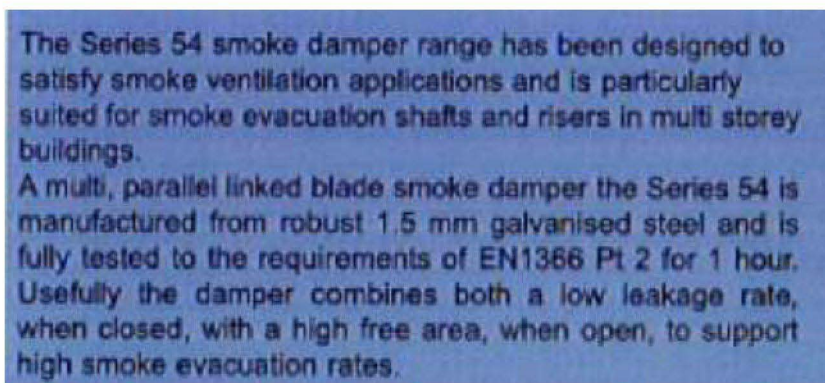 The Series 54 smoke damper range has been designed to
satisfy smoke ventilation applications and is particularly
suited for smoke evacuation shafts and risers in multi storey
buildings.
A multi, parallel linked blade smoke damper the Series 54 is
manufactured from robust 1.5 mm galvanised steel and is
fully tested to the requirements of EN1366 Pt 2 for 1 hour.
Usefully the damper combines both a low leakage rate,
when closed, with a high free area, when open, to support
high smoke evacuation rates.